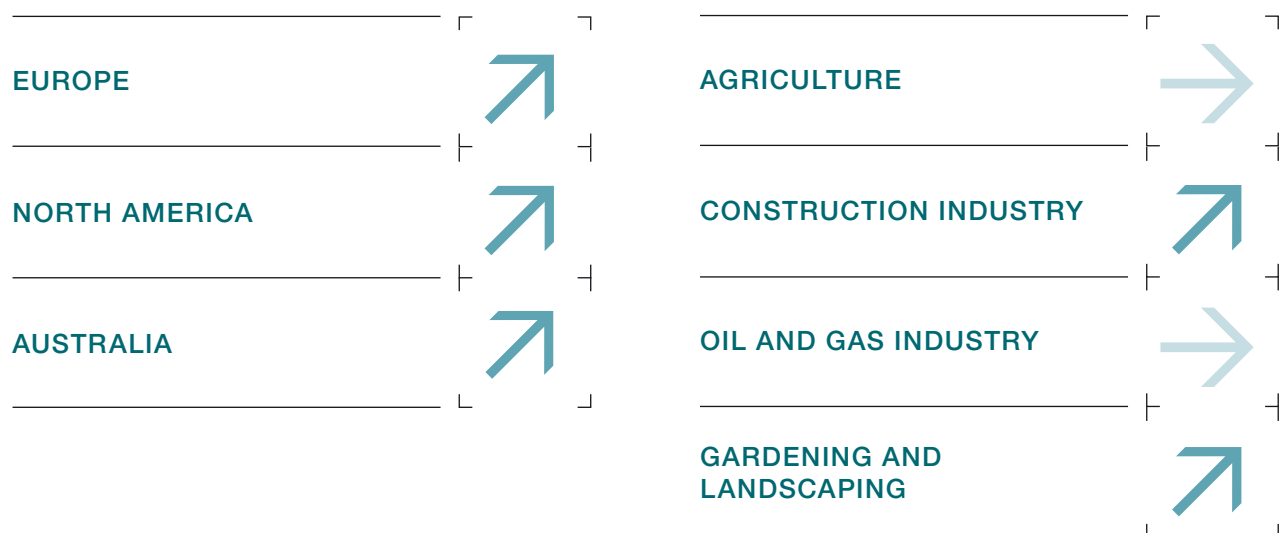 EUROPE
NORTH AMERICA
AUSTRALIA
AGRICULTURE
CONSTRUCTION INDUSTRY
OIL AND GAS INDUSTRY
GARDENING AND
LANDSCAPING